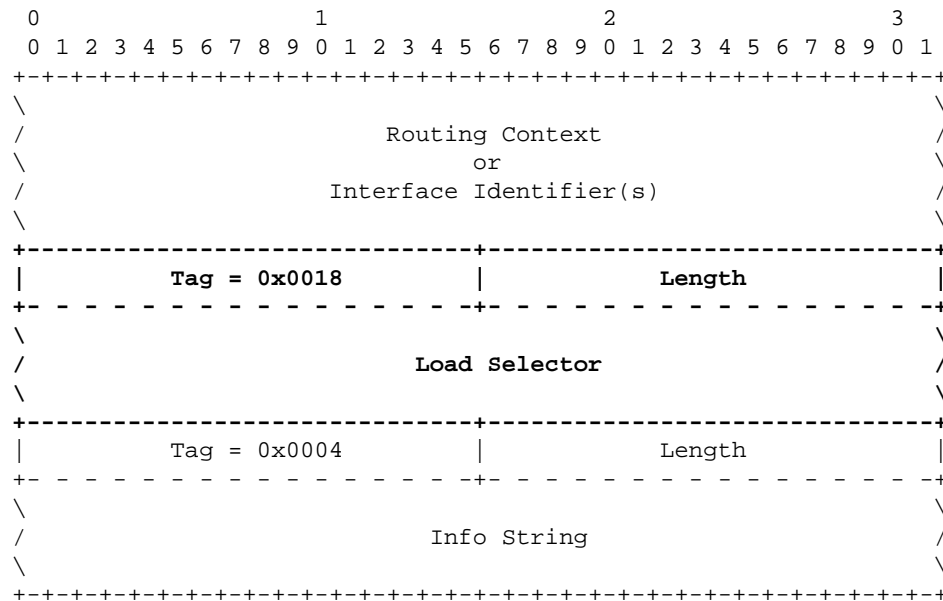 0                   1                   2                   3
 0 1 2 3 4 5 6 7 8 9 0 1 2 3 4 5 6 7 8 9 0 1 2 3 4 5 6 7 8 9 0 1
+-+-+-+-+-+-+-+-+-+-+-+-+-+-+-+-+-+-+-+-+-+-+-+-+-+-+-+-+-+-+-+-+
\                                                               \
/                         Routing Context                       /
\                               or                              \
/                     Interface Identifier(s)                   /
\                                                               \
+-------------------------------+-------------------------------+
|          Tag = 0x0018         |            Length             |
+- - - - - - - - - - - - - - - -+- - - - - - - - - - - - - - - -+
\                                                               \
/                           Load Selector                       /
\                                                               \
+-------------------------------+-------------------------------+
|          Tag = 0x0004         |            Length             |
+- - - - - - - - - - - - - - - -+- - - - - - - - - - - - - - - -+
\                                                               \
/                            Info String                        /
\                                                               \
+-+-+-+-+-+-+-+-+-+-+-+-+-+-+-+-+-+-+-+-+-+-+-+-+-+-+-+-+-+-+-+-+